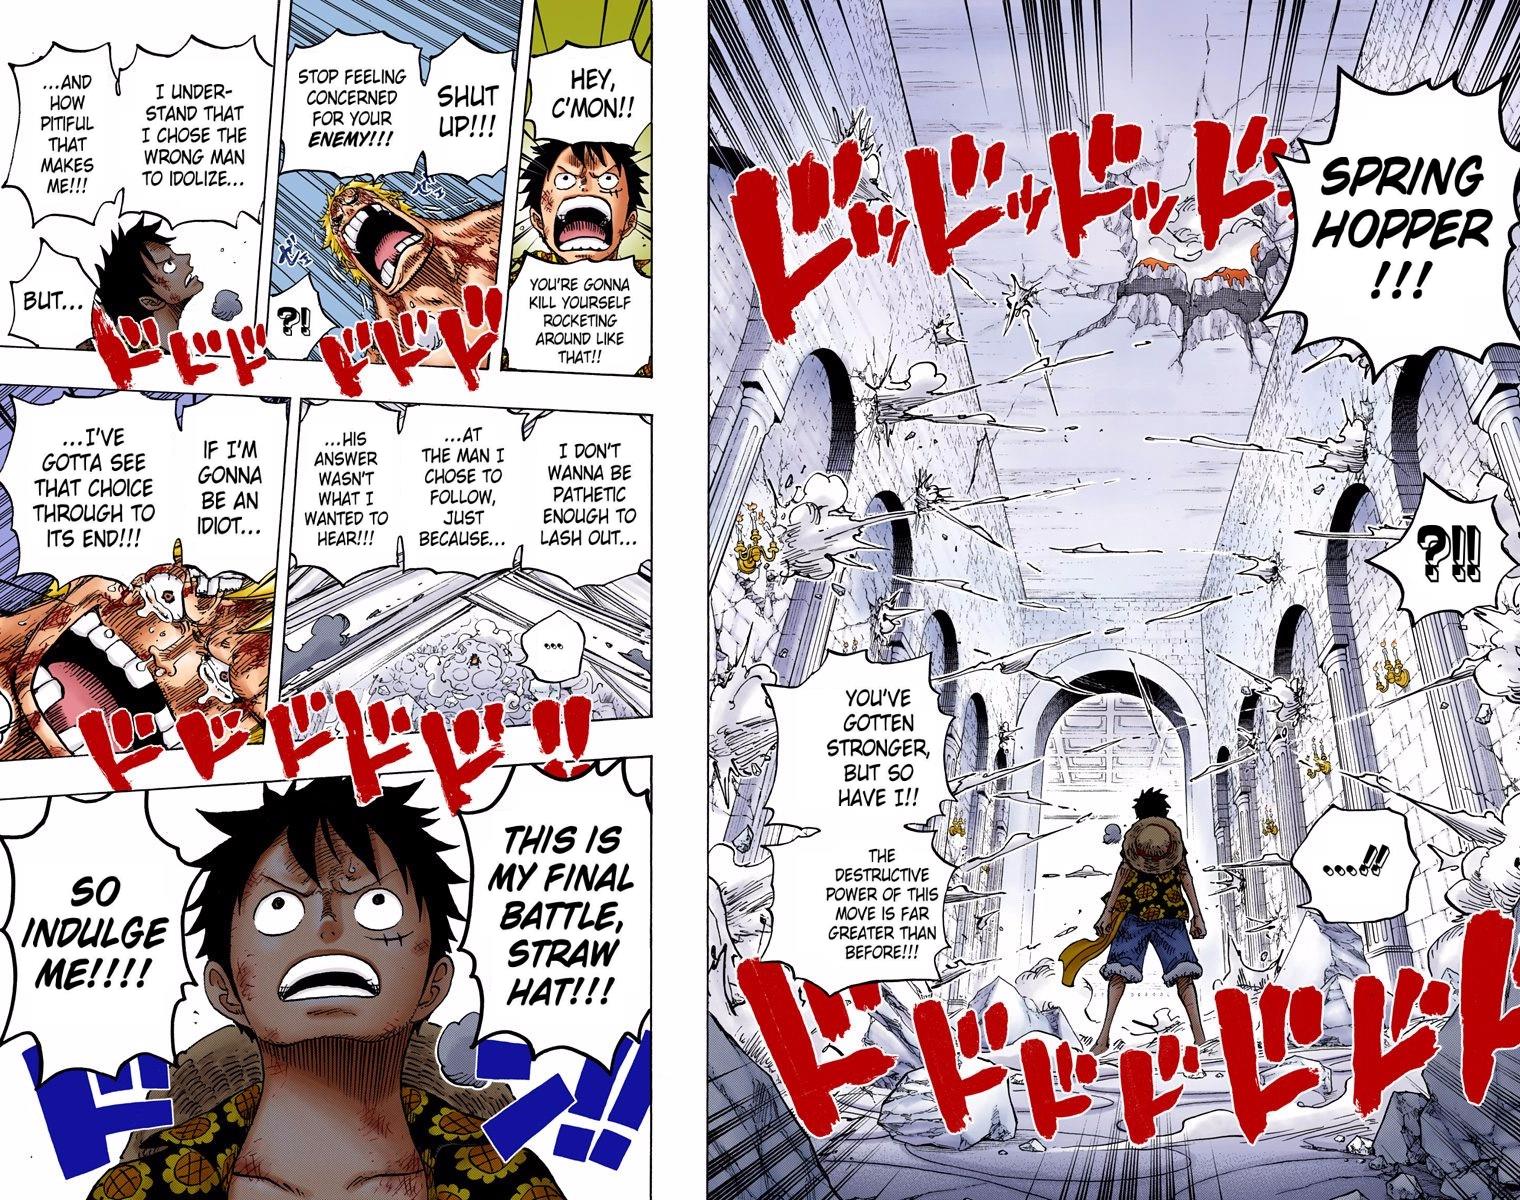 SPRING
HOPPER
!!!
ドッドッドッド
?!!
....!!
YOU'VE
GOTTEN
STRONGER,
BUT SO
HAVE I!!
THE
DESTRUCTIVE
POWER OF THIS
MOVE IS FAR
GREATER THAN
BEFORE!!!
ドドドドドドド
HEY,
C'MON!!
YOU'RE GONNA
KILL YOURSELF
ROCKETING
AROUND LIKE
THAT!!
SHUT
UP!!!
STOP FEELING
CONCERNED
FOR YOUR
ENEMY!!!
?!
I UNDER-
STAND THAT
I CHOSE THE
WRONG MAN
TO IDOLIZE...
...AND
HOW
PITIFUL
THAT
MAKES
ME!!!
BUT...
ドドド ドドド
I DON'T
WANNA BE
PATHETIC
ENOUGH TO
LASH OUT...
...AT
THE MAN I
CHOSE TO
FOLLOW,
JUST
BECAUSE...
...HIS
ANSWER
WASN'T
WHAT I
WANTED TO
HEAR!!!
...
IF I'M
GONNA
BE AN
IDIOT...
...I'VE
GOTTA SEE
THAT CHOICE
THROUGH TO
ITS END!!!
ドドドドドド!!
THIS IS
MY FINAL
BATTLE,
STRAW
HAT!!!
SO
INDULGE
ME!!!!
ドン!!